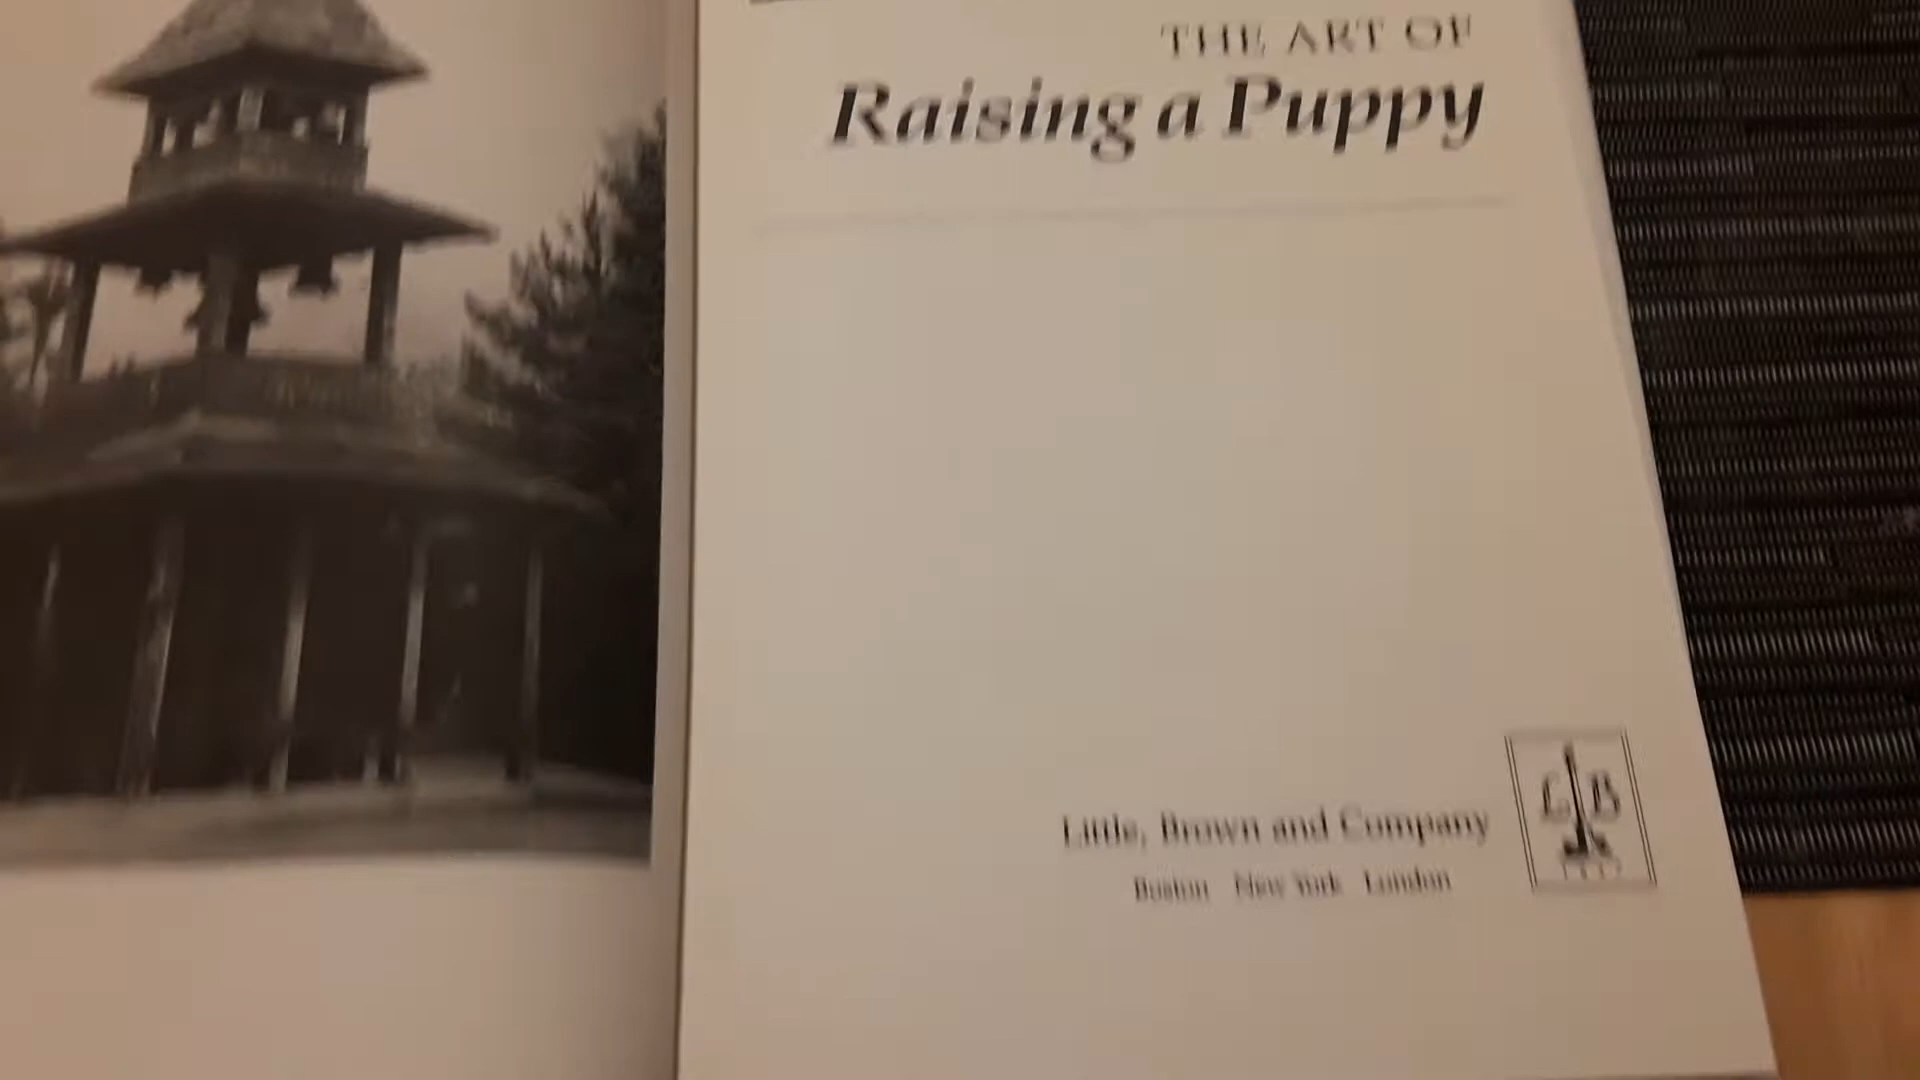 THE ART OF
Raising a Puppy
Little, Brown and Company
Boston New York London
L B